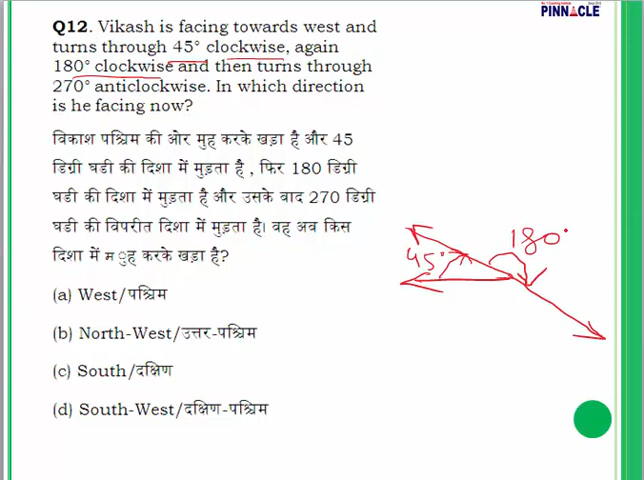 PINNACLE
Q12. Vikash is facing towards west and
turns through 45° clockwise, again
180° clockwise and then turns through
270° anticlockwise. In which direction
is he facing now?
विकाश पश्चिम की ओर मुह करके खड़ा है और 45
डिग्री घडी की दिशा में मुड़ता है , फिर 180 डिग्री
घडी की दिशा में मुड़ता है और उसके बाद 270 डिग्री
घडी की विपरीत दिशा में मुड़ता है। वह अब किस
दिशा में म ुह करके खड़ा है?
180°
45°
(a) West/पश्चिम
(b) North-West/उत्तर-पश्चिम
(c) South/दक्षिण
(d) South-West/दक्षिण-पश्चिम